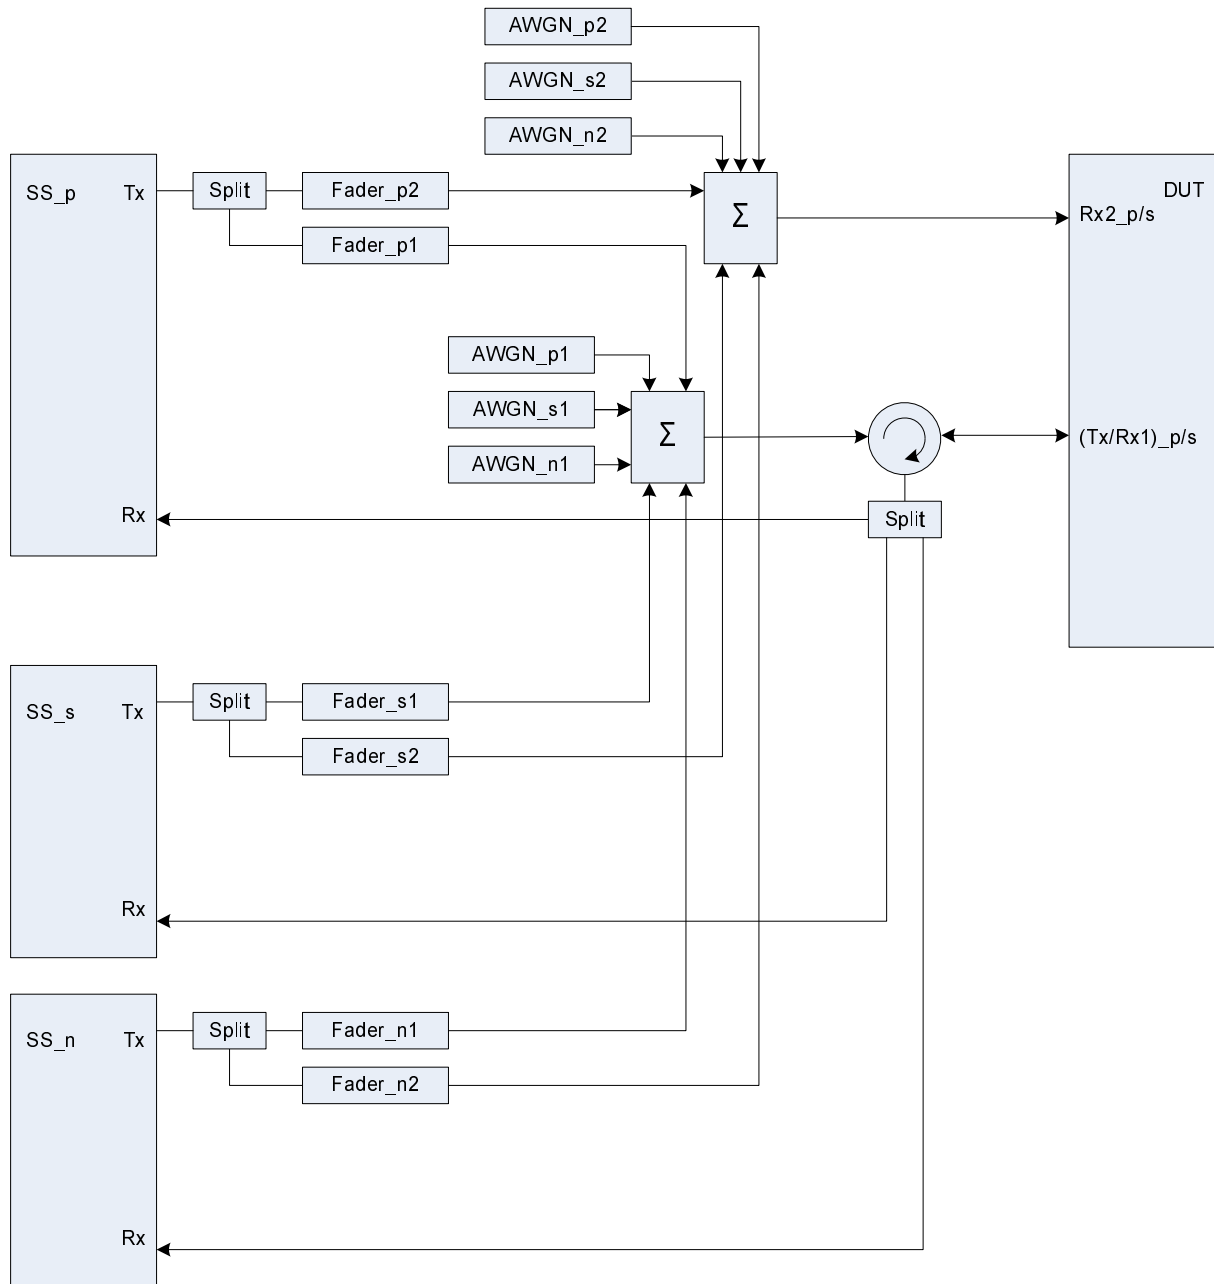 AWGN_p2
AWGN_s2
AWGN_n2
SS_p Tx
Split
Fader_p2
Σ
DUT
Rx2_p/s
Fader_p1
AWGN_p1
AWGN_s1
Σ
(Tx/Rx1)_p/s
AWGN_n1
Rx
Split
SS_s Tx
Split
Fader_s1
Fader_s2
Rx
SS_n Tx
Split
Fader_n1
Fader_n2
Rx